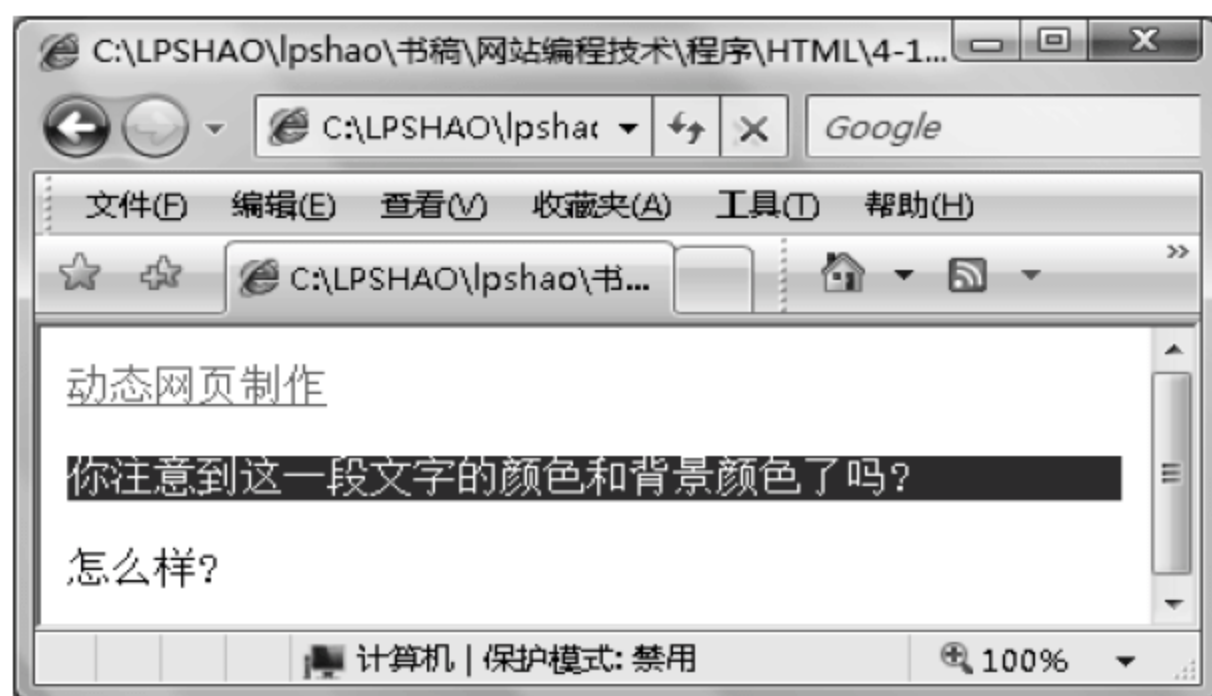 C:\LPSHAO\lpshao\书稿\网站编程技术\程序\HTML\4-1...
C:\LPSHAO\lpshac Google
文件(F) 编辑(E) 查看(V) 收藏夹(A) 工具(T) 帮助(H)
C:\LPSHAO\lpshao\书...
动态网页制作
你注意到这一段文字的颜色和背景颜色了吗?
怎么样?
计算机 | 保护模式: 禁用 100%